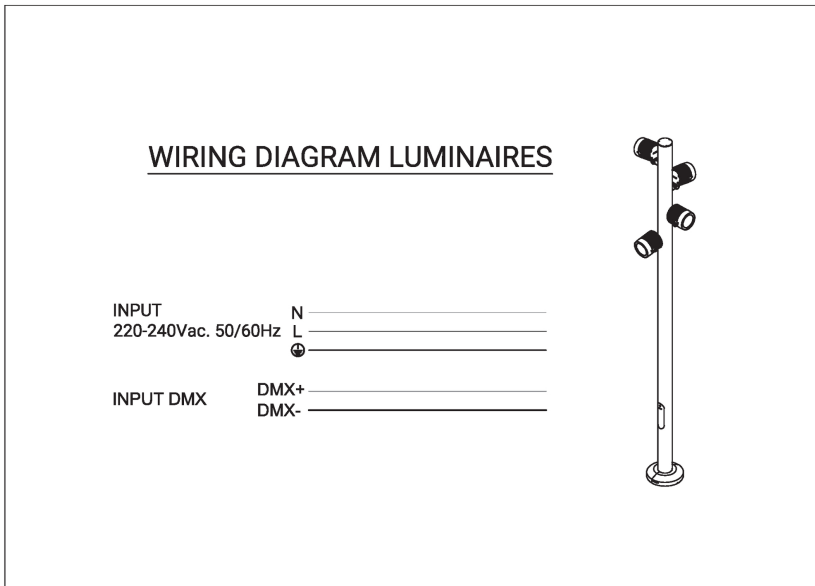 WIRING DIAGRAM LUMINAIRES
INPUT N
220-240Vac. 50/60Hz L
INPUT DMX DMX+
DMX-